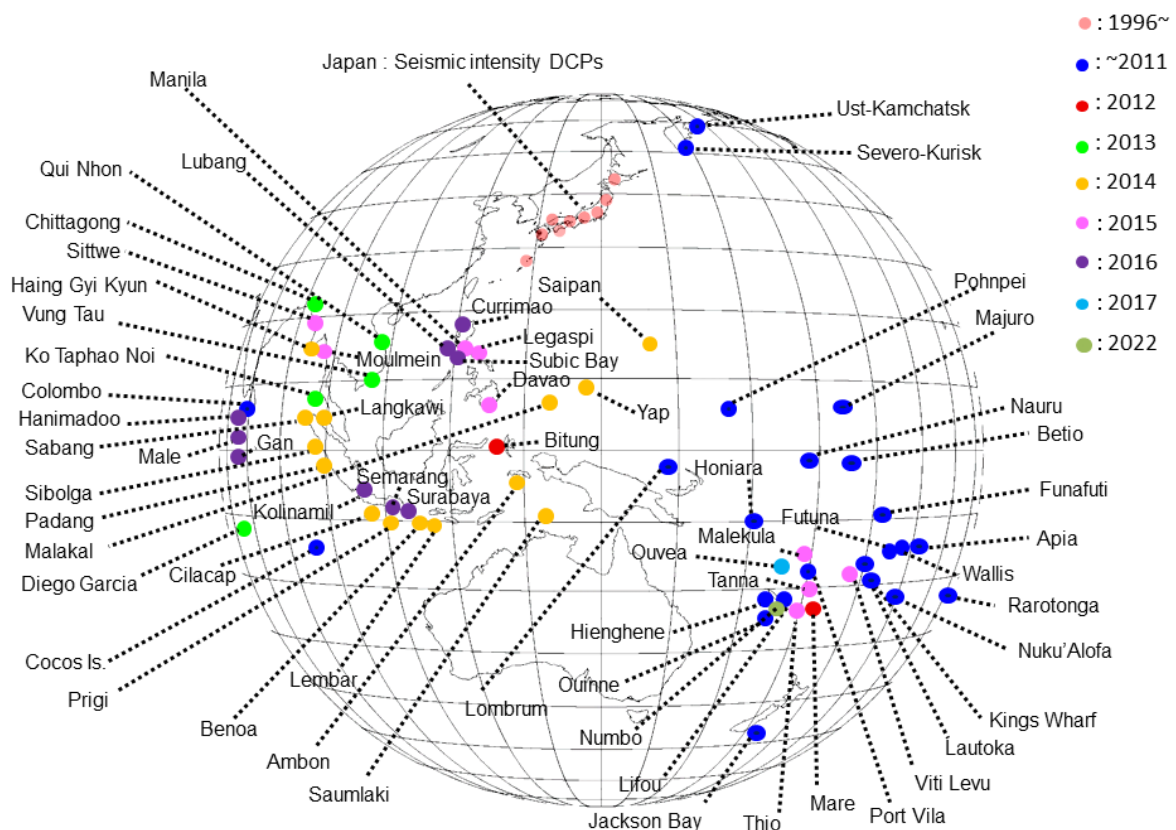 : 1996~
: ~2011
: 2012
: 2013
: 2014
: 2015
: 2016
: 2017
: 2022
Japan : Seismic intensity DCPs
Manila
Lubang
Qui Nhon
Chittagong
Sittwe
Haing Gyi Kyun
Vung Tau
Ko Taphao Noi
Colombo
Hanimadoo
Sabang
Male
Gan
Sibolga
Padang
Malakal
Diego Garcia
Cilacap
Cocos Is.
Prigi
Benoa
Lembar
Ambon
Saumlaki
Lombrum
Ust-Kamchatsk
Severo-Kurisk
Saipan
Pohnpei
Majuro
Currimao
Legaspi
Subic Bay
Moulmein
Davao
Langkawi
Yap
Bitung
Nauru
Betio
Semarang
Surabaya
Kolinamil
Honiara
Funafuti
Futuna
Malekula
Ouvea
Apia
Tanna
Wallis
Rarotonga
Hienghene
Nuku'Alofa
Ouinne
Kings Wharf
Numbo
Lautoka
Lifou
Viti Levu
Mare
Port Vila
Jackson Bay
Thio